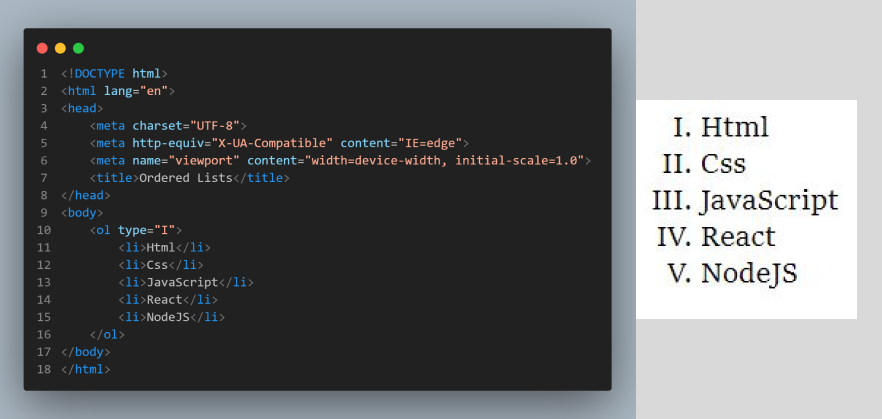 1 <!DOCTYPE html>
2 <html lang="en">
3 <head>
4     <meta charset="UTF-8">
5     <meta http-equiv="X-UA-Compatible" content="IE=edge">
6     <meta name="viewport" content="width=device-width, initial-scale=1.0">
7     <title>Ordered Lists</title>
8 </head>
9 <body>
10     <ol type="I">
11         <li>Html</li>
12         <li>Css</li>
13         <li>JavaScript</li>
14         <li>React</li>
15         <li>NodeJS</li>
16     </ol>
17 </body>
18 </html>
I. Html
II. Css
III. JavaScript
IV. React
V. NodeJS